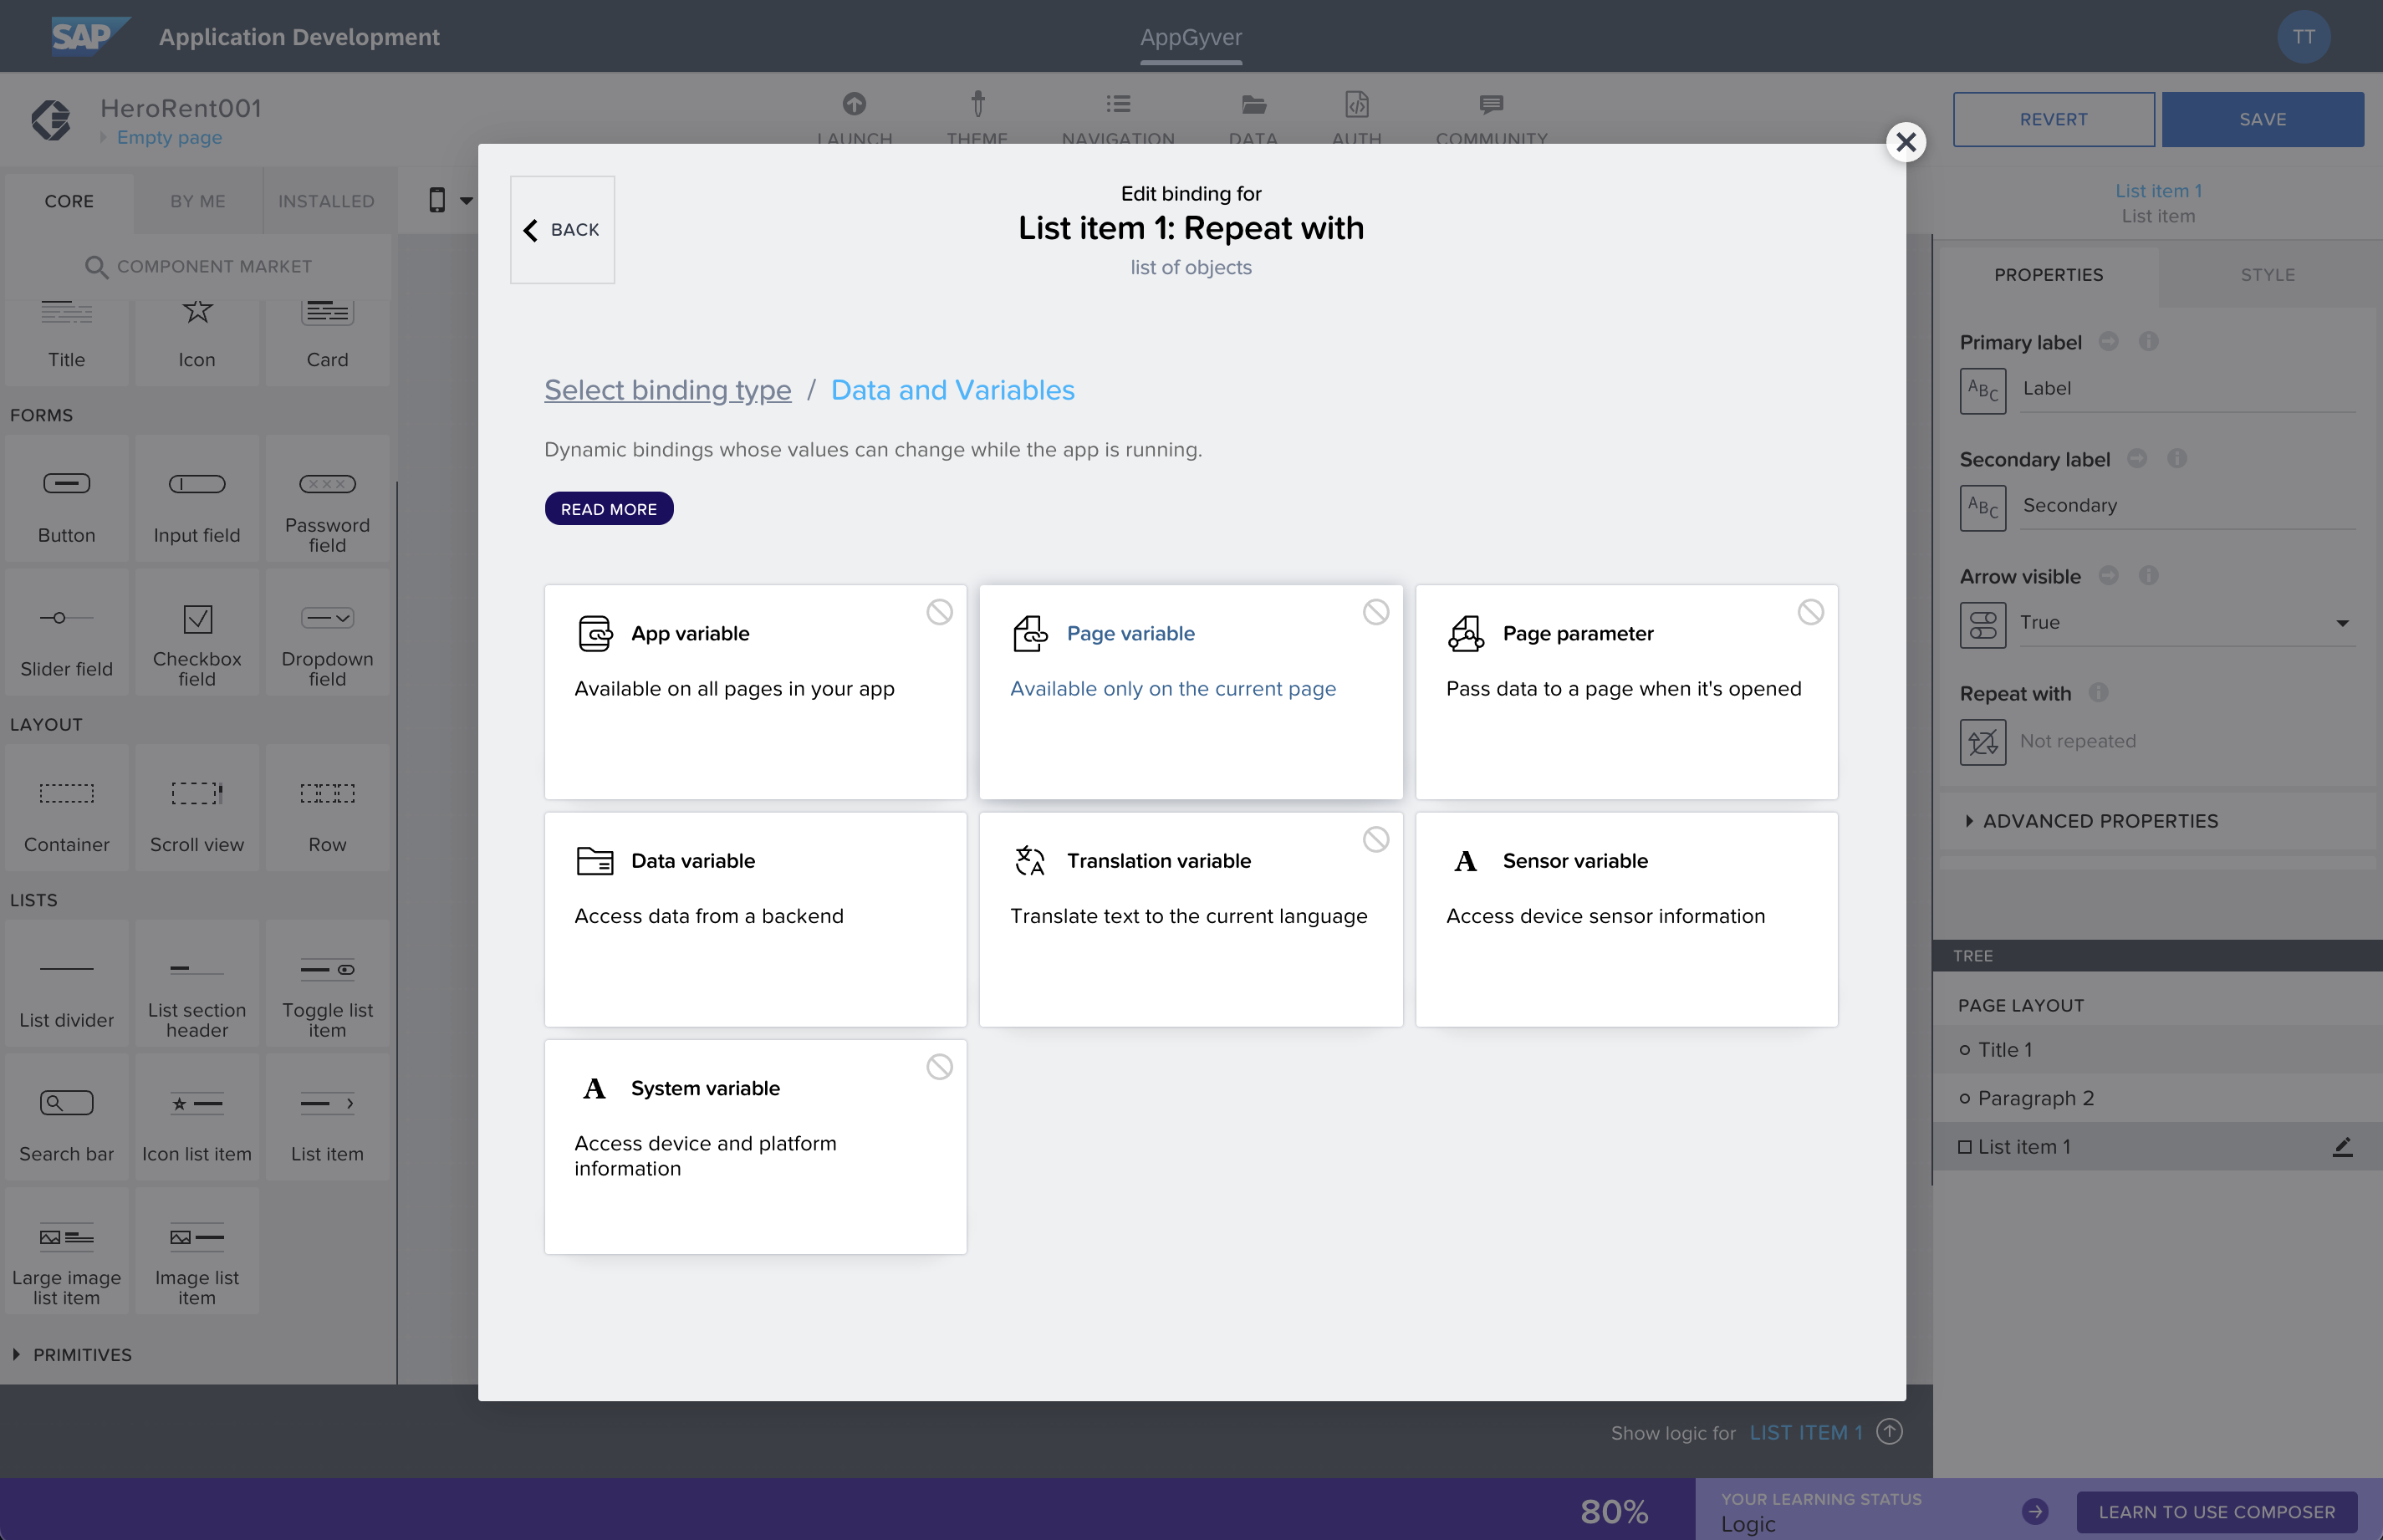 SAP
Application Development
AppGyver
TT
HeroRent001
Empty page
LAUNCH
THEME
NAVIGATION
DATA
AUTH
COMMUNITY
REVERT
SAVE
CORE
BY ME
INSTALLED
COMPONENT MARKET
Title
Icon
Card
FORMS
Button
Input field
Password
field
Slider field
Checkbox
field
Dropdown
field
LAYOUT
Container
Scroll view
Row
LISTS
List divider
List section
header
Toggle list
item
Search bar
Icon list item
List item
Large image
list item
Image list
item
PRIMITIVES
BACK
Edit binding for
List item 1: Repeat with
list of objects
Select binding type / Data and Variables
Dynamic bindings whose values can change while the app is running.
READ MORE
App variable
Available on all pages in your app
Page variable
Available only on the current page
Page parameter
Pass data to a page when it's opened
Data variable
Access data from a backend
Translation variable
Translate text to the current language
A Sensor variable
Access device sensor information
A System variable
Access device and platform
information
List item 1
List item
PROPERTIES
STYLE
Primary label
ABC Label
Secondary label
ABC Secondary
Arrow visible
True
Repeat with
Not repeated
ADVANCED PROPERTIES
TREE
PAGE LAYOUT
Title 1
Paragraph 2
List item 1
Show logic for LIST ITEM 1
80%
YOUR LEARNING STATUS
Logic
LEARN TO USE COMPOSER